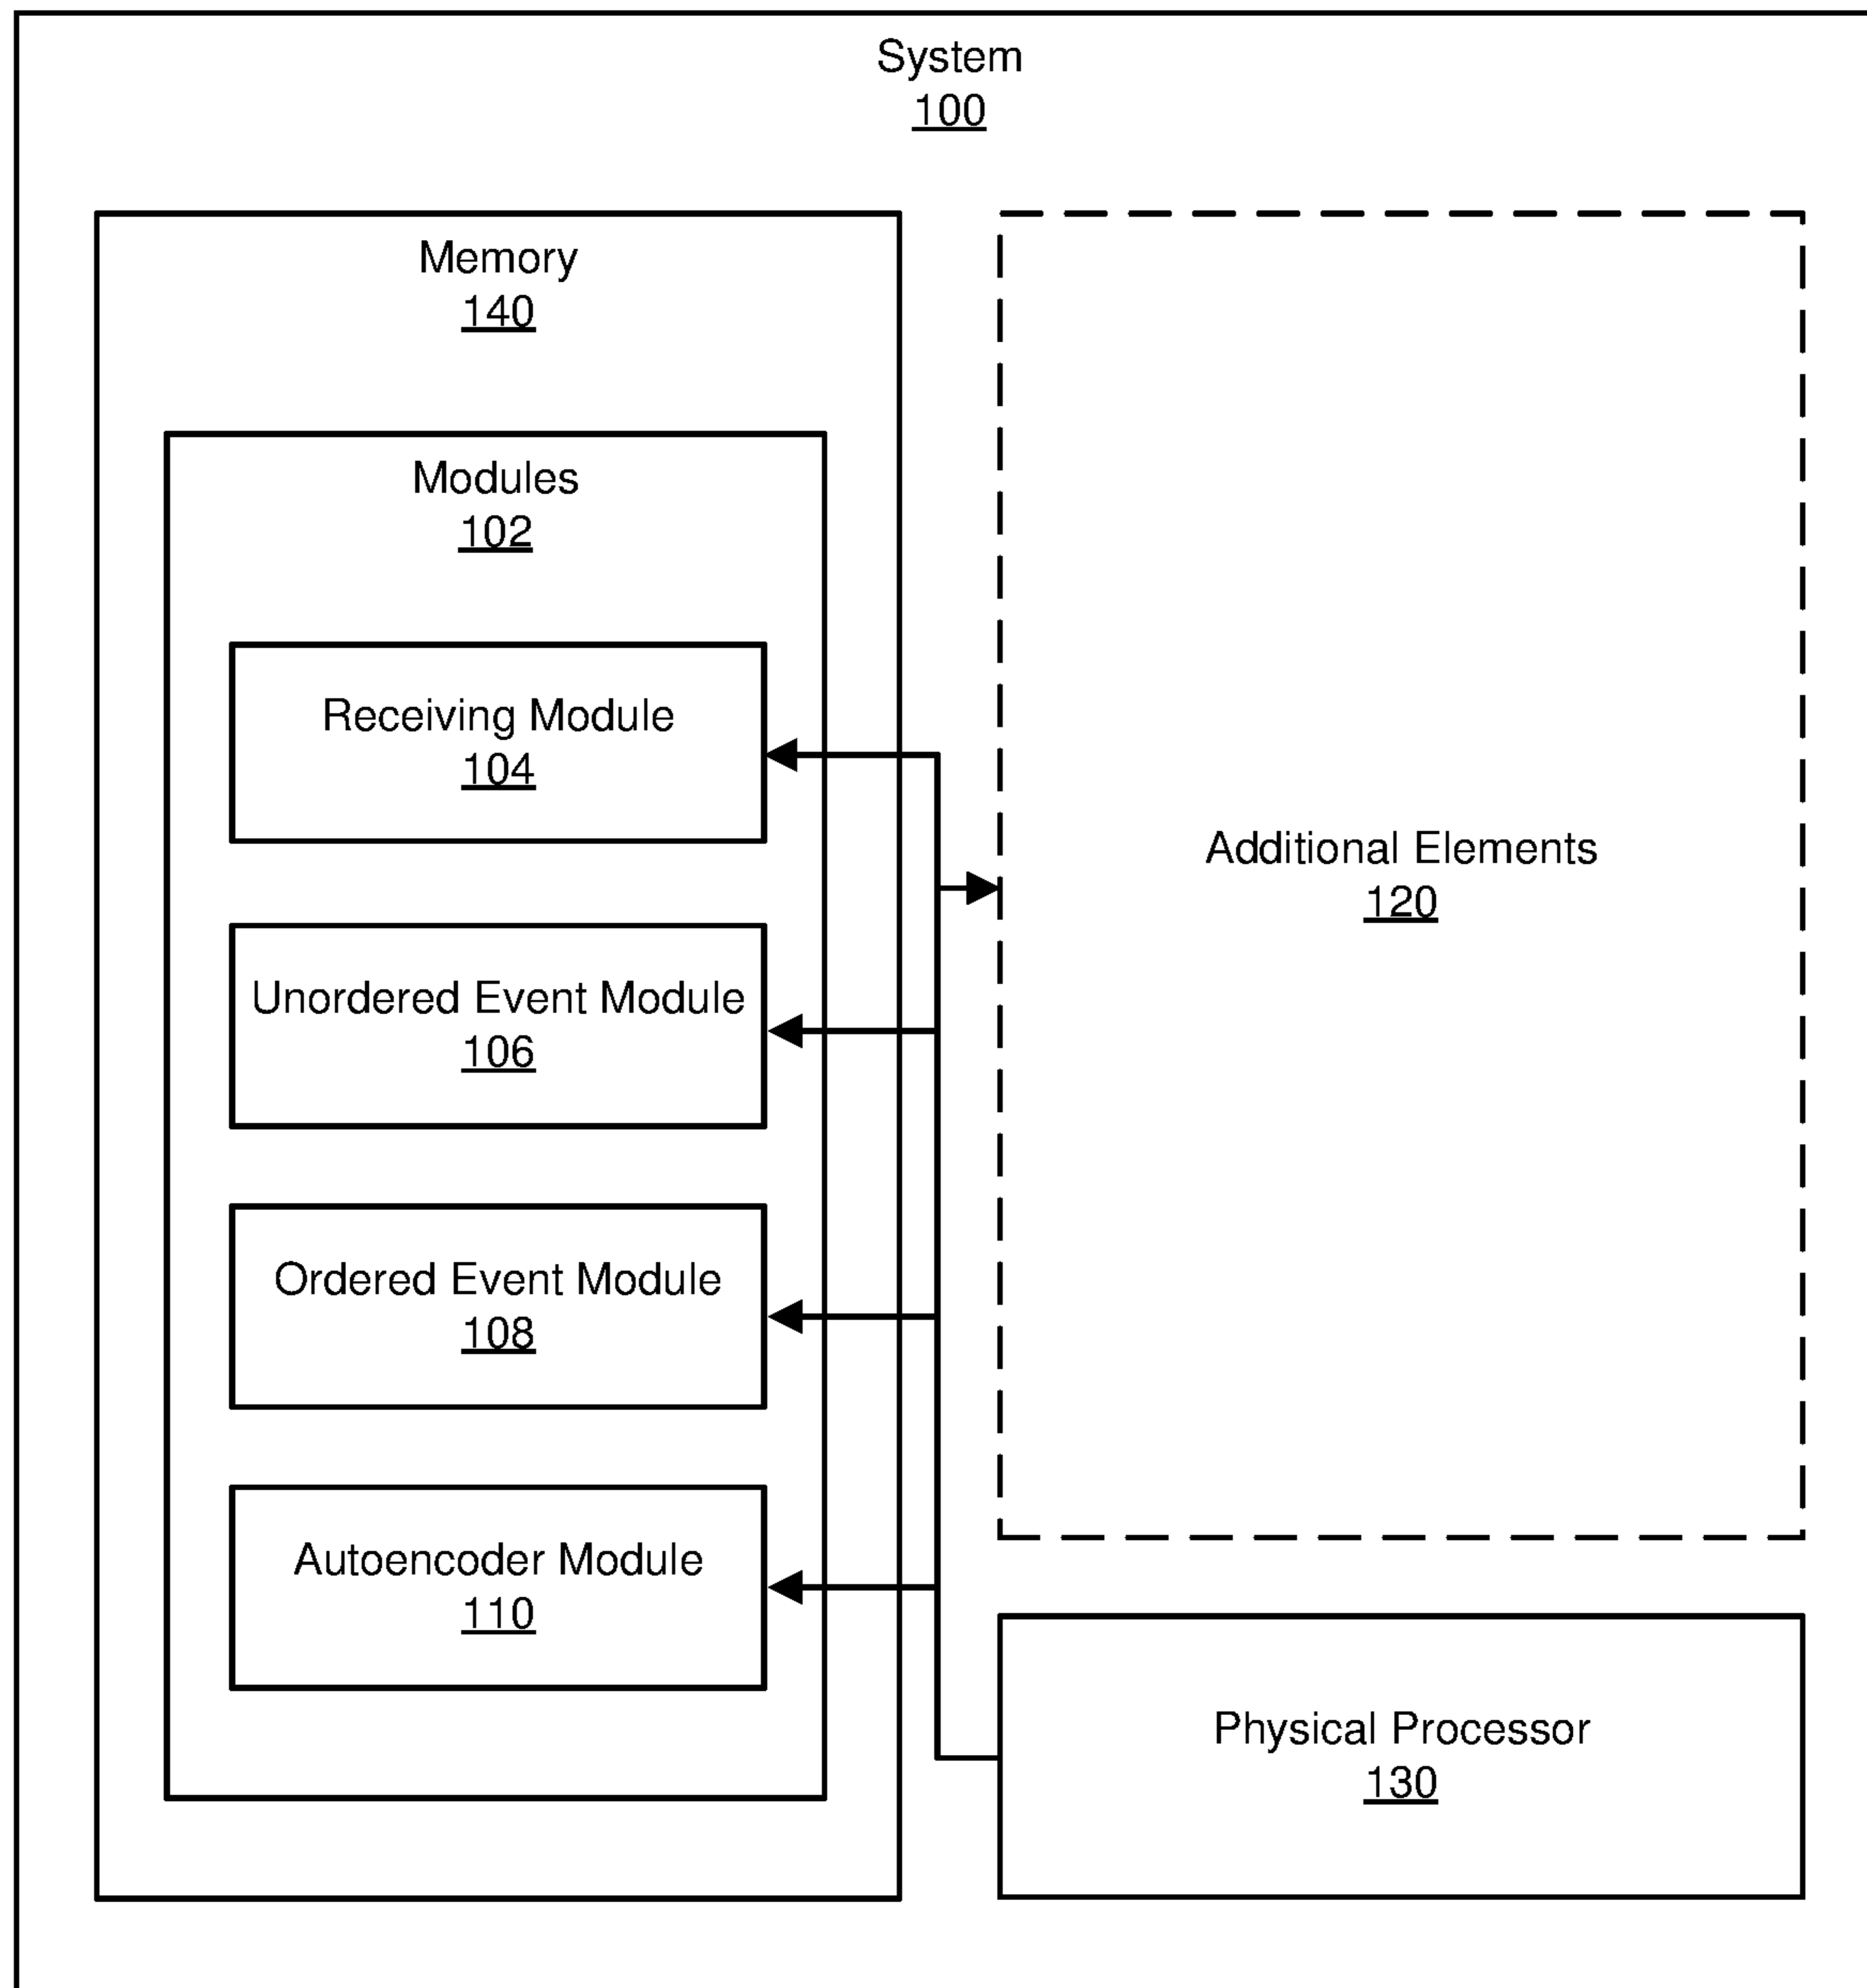 System
100
Memory
140
Modules
102
Receiving Module
104
Unordered Event Module
106
Ordered Event Module
108
Autoencoder Module
110
Additional Elements
120
Physical Processor
130